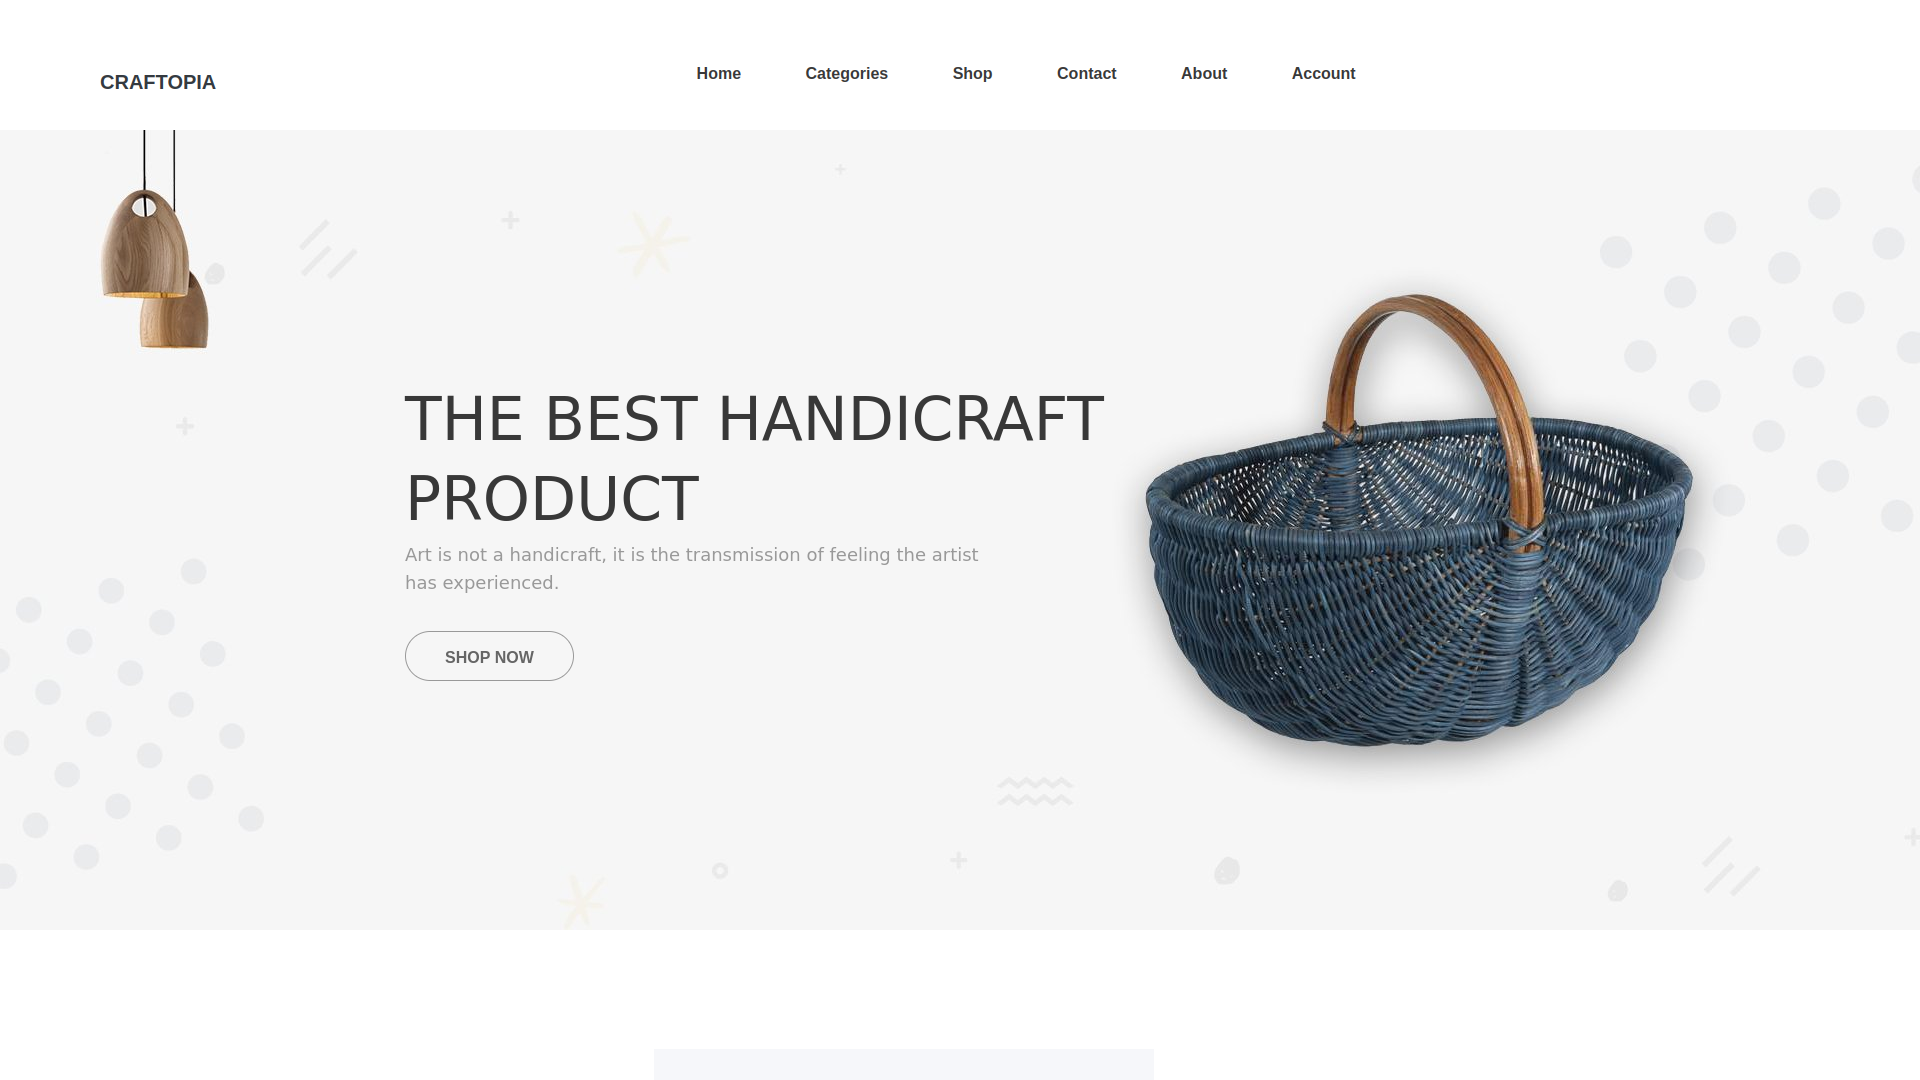 CRAFTOPIA
Home Categories Shop Contact About Account
THE BEST HANDICRAFT
PRODUCT
Art is not a handicraft, it is the transmission of feeling the artist
has experienced.
SHOP NOW